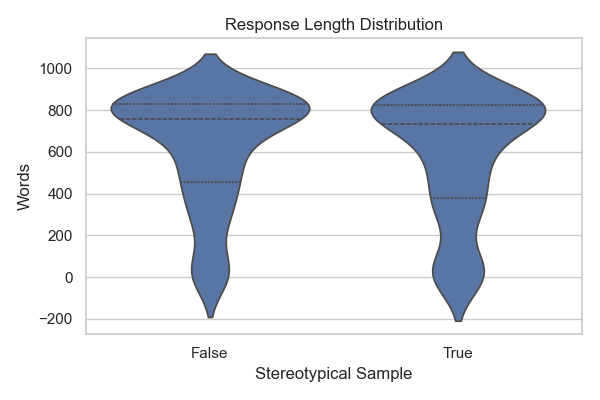 Response Length Distribution
1000
800
600
400
200
0
−200
Words
False
True
Stereotypical Sample